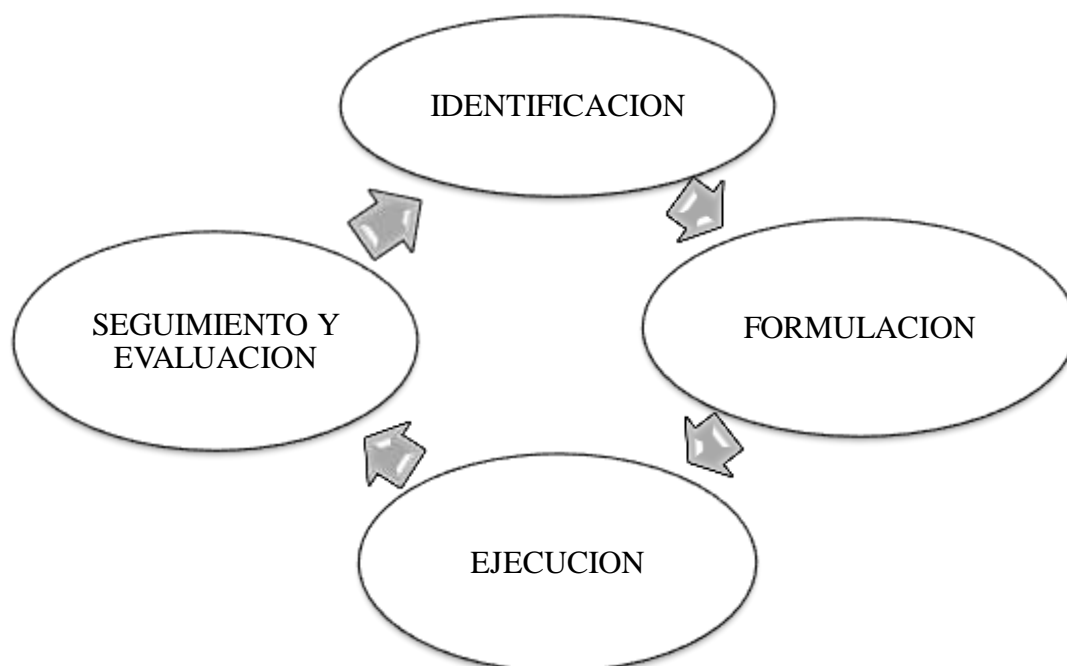 IDENTIFICACION
FORMULACION
EJECUCION
SEGUIMIENTO Y
EVALUACION